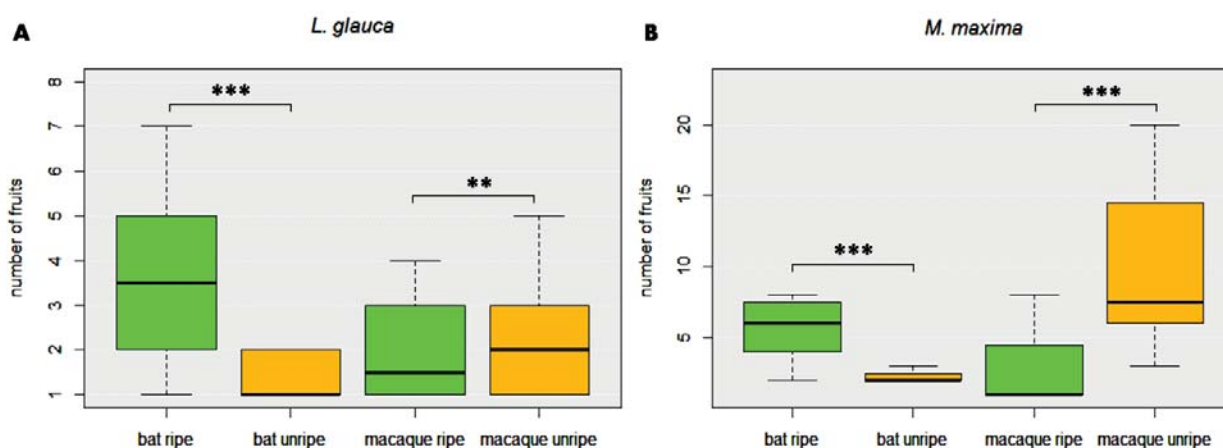 A
L. glauca
number of fruits
8
7
6
5
4
3
2
1
***
**
bat ripe
bat unripe
macaque ripe
macaque unripe
B
M. maxima
number of fruits
20
15
10
5
***
***
bat ripe
bat unripe
macaque ripe
macaque unripe